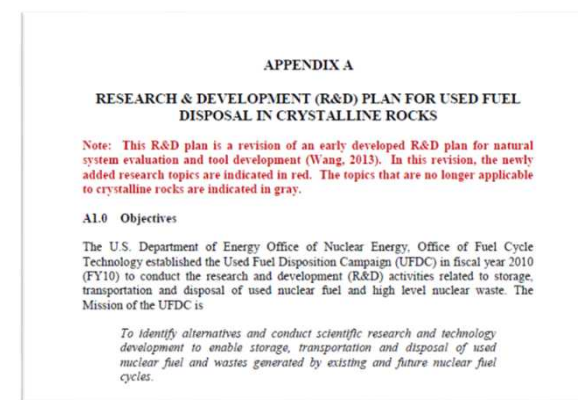 APPENDIX A
RESEARCH & DEVELOPMENT (R&D) PLAN FOR USED FUEL
DISPOSAL IN CRYSTALLINE ROCKS
Note: This R&D plan is a revision of an early developed R&D plan for natural
system evaluation and tool development (Wang, 2013). In this revision, the newly
added research topics are indicated in red. The topics that are no longer applicable
to crystalline rocks are indicated in gray.
A1.0 Objectives
The U.S. Department of Energy Office of Nuclear Energy, Office of Fuel Cycle
Technology established the Used Fuel Disposition Campaign (UFDC) in fiscal year 2010
(FY10) to conduct the research and development (R&D) activities related to storage,
transportation and disposal of used nuclear fuel and high level nuclear waste. The
Mission of the UFDC is
To identify alternatives and conduct scientific research and technology
development to enable storage, transportation and disposal of used
nuclear fuel and wastes generated by existing and future nuclear fuel
cycles.